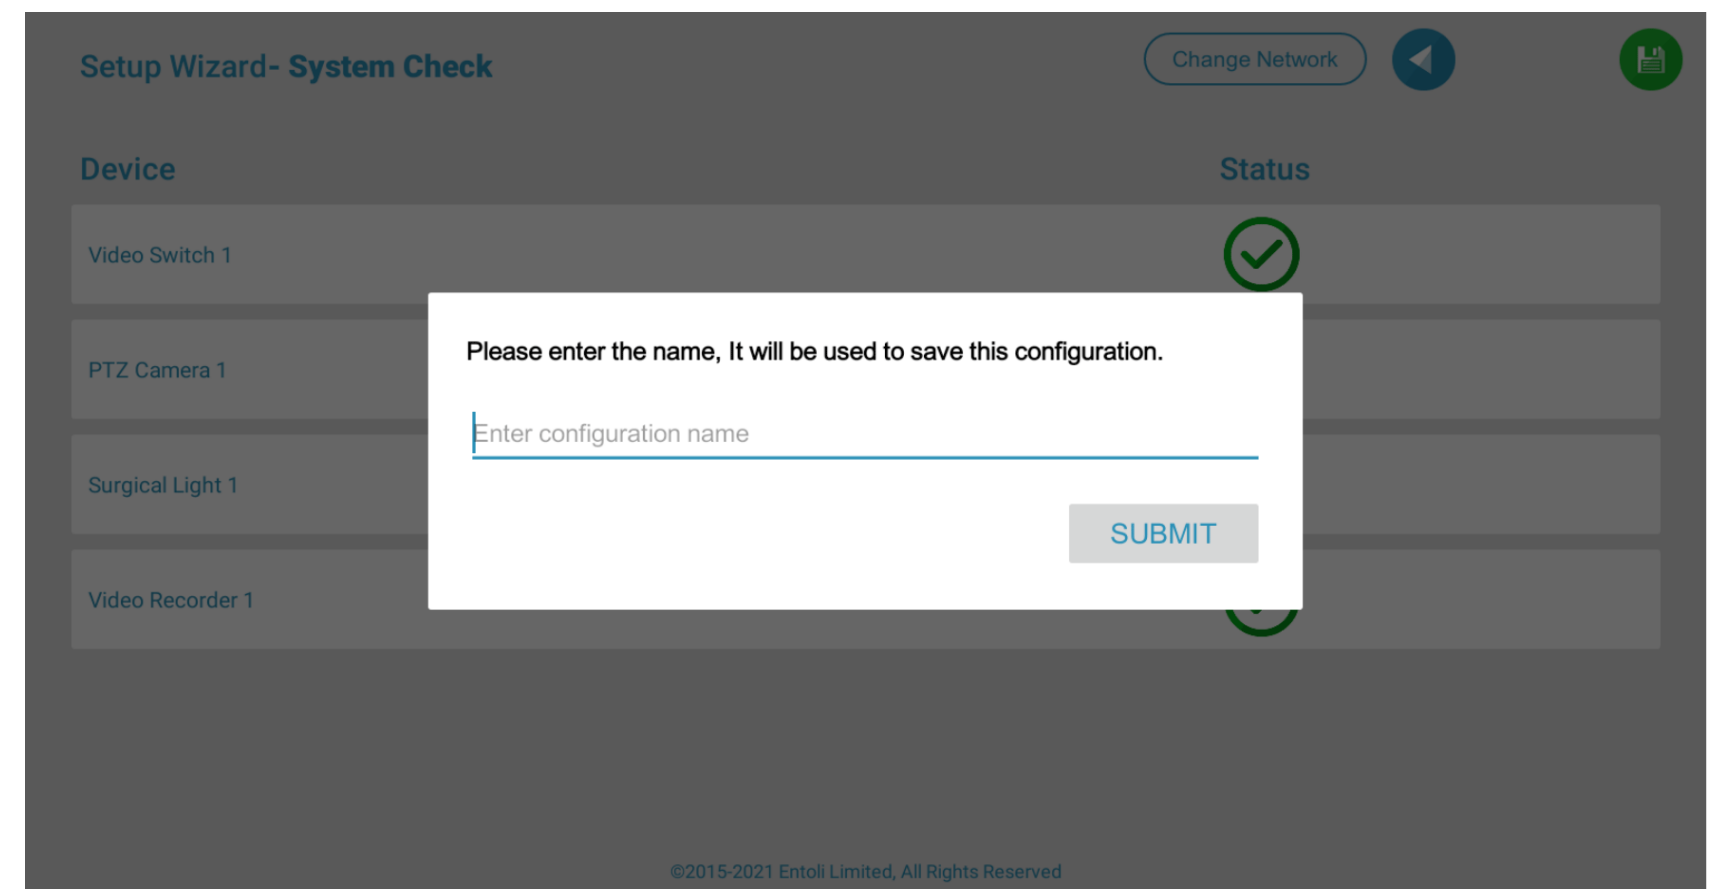 Setup Wizard- System Check
Change Network
Device
Status
Video Switch 1
PTZ Camera 1
Surgical Light 1
Video Recorder 1
Please enter the name, It will be used to save this configuration.
Enter configuration name
SUBMIT
©2015-2021 Entoli Limited, All Rights Reserved